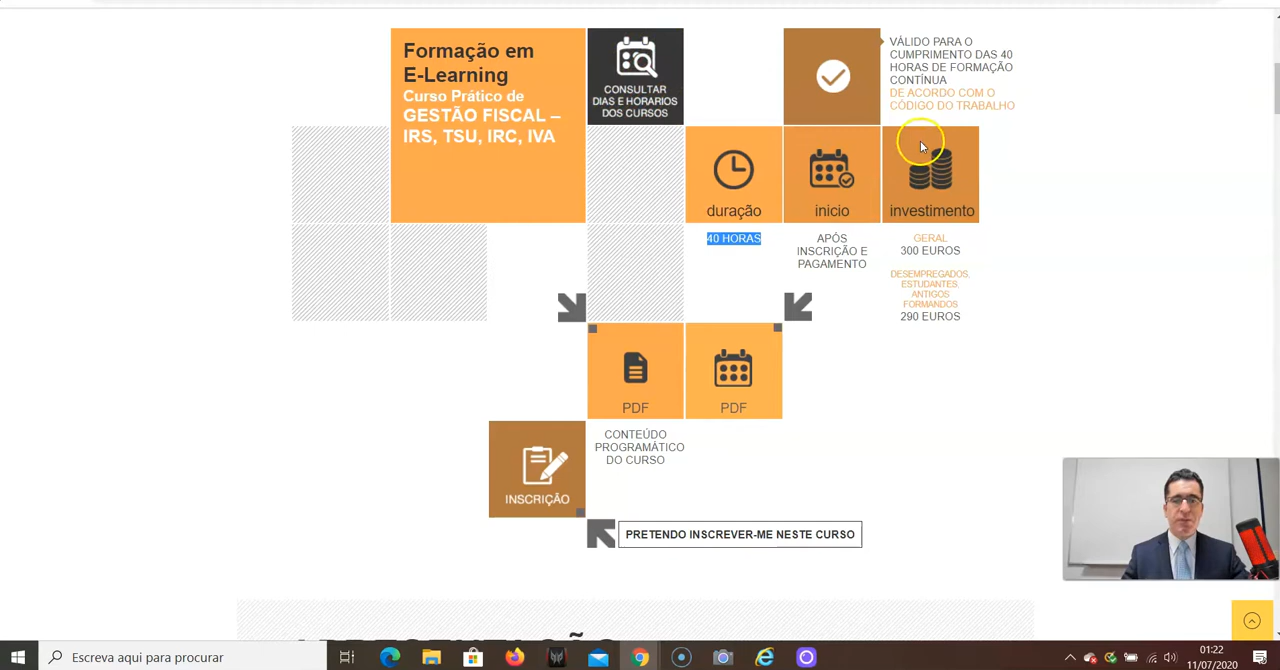 Formação em
E-Learning
Curso Prático de
GESTÃO FISCAL –
IRS, TSU, IRC, IVA
CONSULTAR
DIAS E HORARIOS
DOS CURSOS
VÁLIDO PARA O
CUMPRIMENTO DAS 40
HORAS DE FORMAÇÃO
CONTÍNUA
DE ACORDO COM O
CÓDIGO DO TRABALHO
duração
40 HORAS
inicio
APÓS
INSCRIÇÃO E
PAGAMENTO
investimento
GERAL
300 EUROS
DESEMPREGADOS,
ESTUDANTES
ANTIGOS
FORMANDOS
290 EUROS
PDF
CONTEÚDO
PROGRAMÁTICO
DO CURSO
PDF
INSCRIÇÃO
PRETENDO INSCREVER-ME NESTE CURSO
APRESENTAÇÃO
Escreva aqui para procurar
01:22
11/07/2020